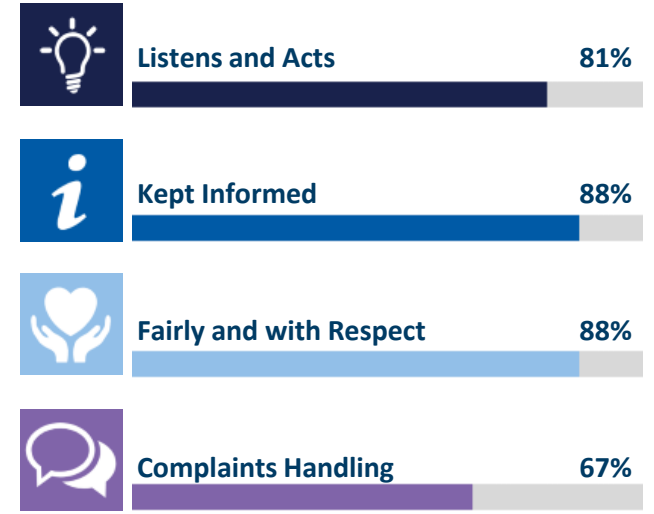 Listens and Acts 81%
Kept Informed 88%
Fairly and with Respect 88%
Complaints Handling 67%